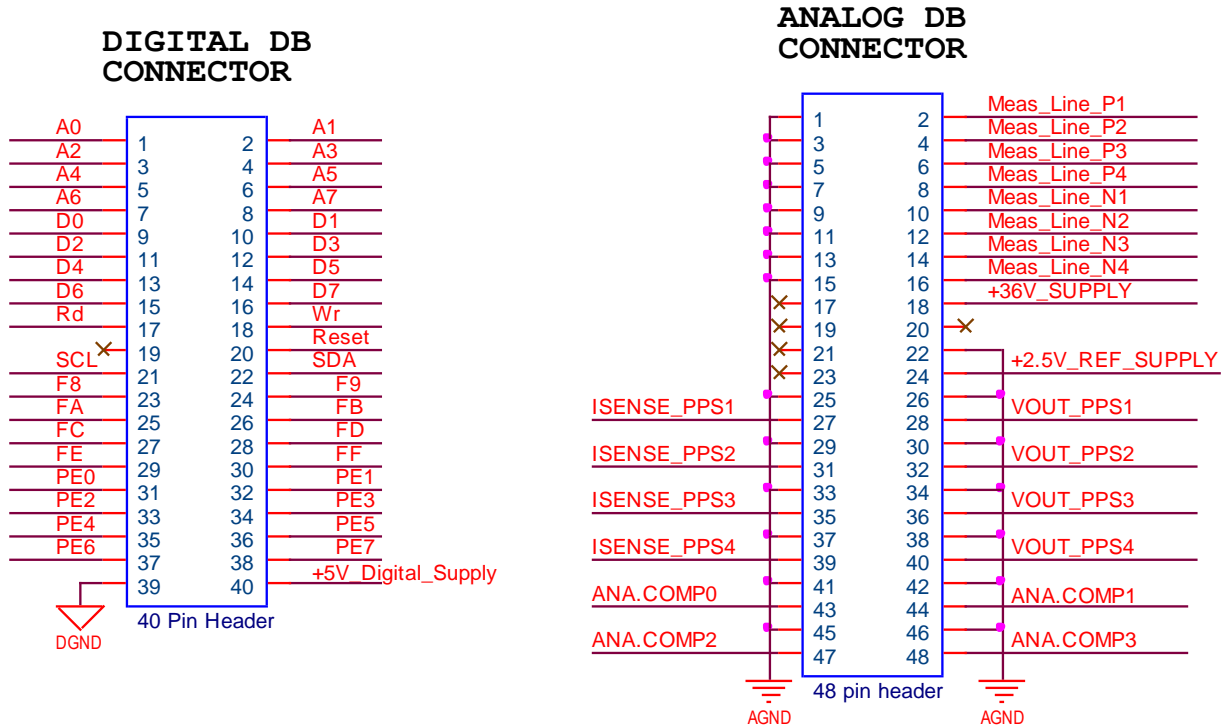 DIGITAL DB
CONNECTOR
A0 1 2 A1
A2 3 4 A3
A4 5 6 A5
A6 7 8 A7
D0 9 10 D1
D2 11 12 D3
D4 13 14 D5
D6 15 16 D7
Rd 17 18 Wr
19 20 Reset
SCL 21 22 SDA
F8 23 24 F9
FA 25 26 FB
FC 27 28 FD
FE 29 30 FF
PE0 31 32 PE1
PE2 33 34 PE3
PE4 35 36 PE5
PE6 37 38 PE7
39 40 +5V_Digital_Supply
40 Pin Header
DGND
ANALOG DB
CONNECTOR
1 2 Meas_Line_P1
3 4 Meas_Line_P2
5 6 Meas_Line_P3
7 8 Meas_Line_P4
9 10 Meas_Line_N1
11 12 Meas_Line_N2
13 14 Meas_Line_N3
15 16 Meas_Line_N4
17 18 +36V_SUPPLY
19 20
21 22
23 24 +2.5V_REF_SUPPLY
25 26
ISENSE_PPS1 27 28 VOUT_PPS1
29 30
ISENSE_PPS2 31 32 VOUT_PPS2
33 34
ISENSE_PPS3 35 36 VOUT_PPS3
37 38
ISENSE_PPS4 39 40 VOUT_PPS4
41 42
ANA.COMP0 43 44 ANA.COMP1
45 46
ANA.COMP2 47 48 ANA.COMP3
48 pin header
AGND
AGND